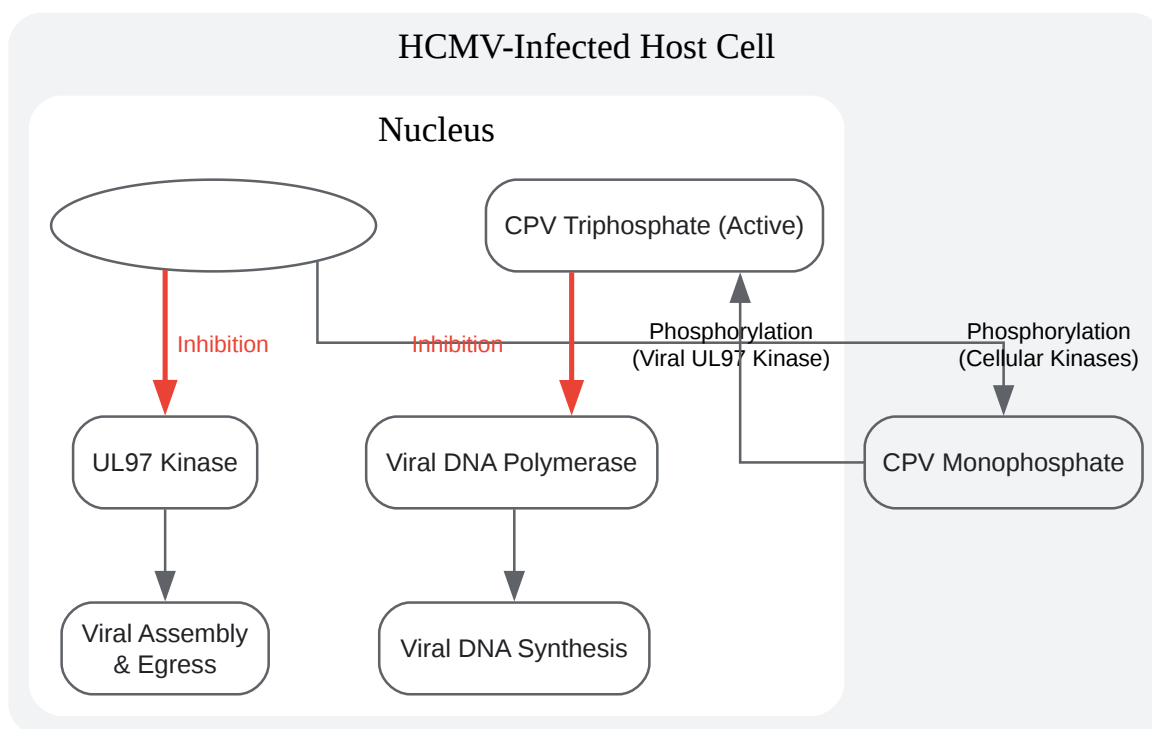 HCMV-Infected Host Cell
Nucleus
CPV Triphosphate (Active)
Inhibition
Inhibition
Phosphorylation
(Viral UL97 Kinase)
Phosphorylation
(Cellular Kinases)
UL97 Kinase
Viral DNA Polymerase
CPV Monophosphate
Viral Assembly
& Egress
Viral DNA Synthesis